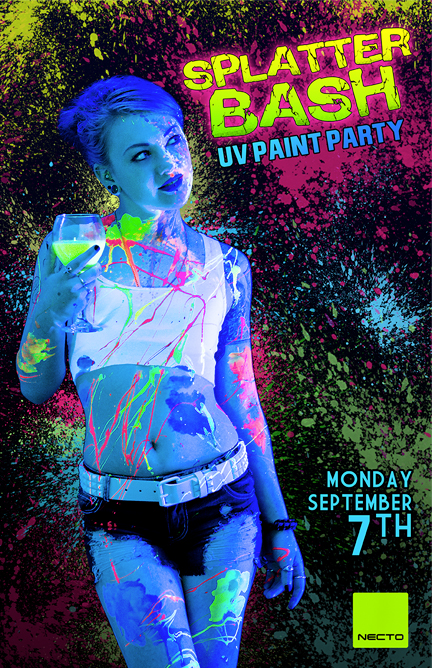 SPLATTER
BASH
UV PAINT PARTY
MONDAY
SEPTEMBER
7TH
NECTO